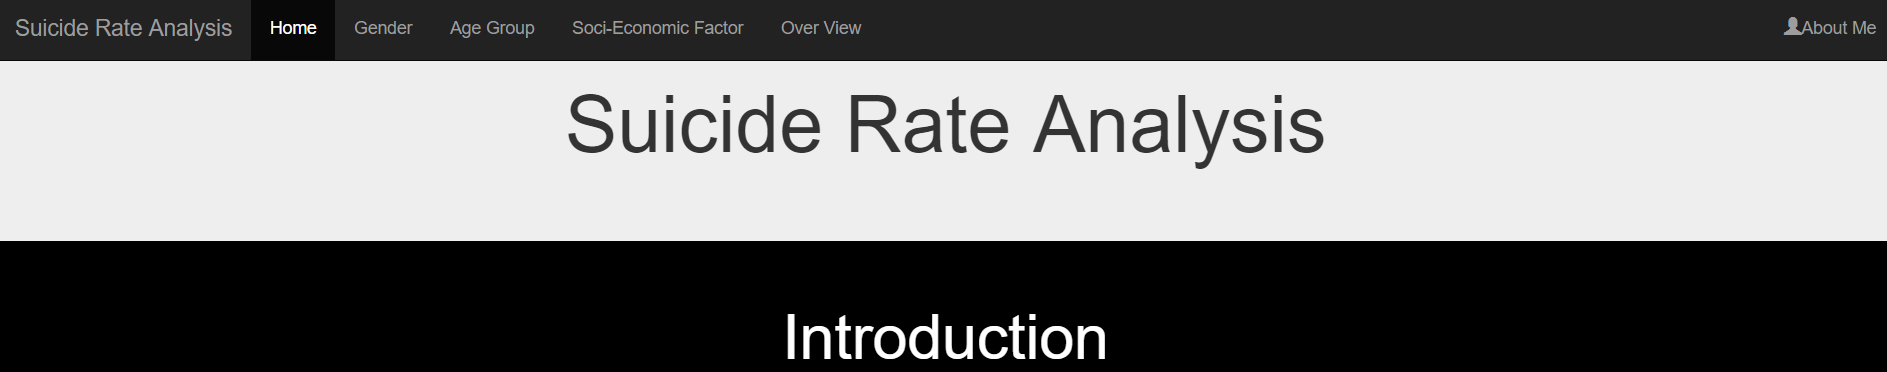 Suicide Rate Analysis Home Gender Age Group Soci-Economic Factor Over View About Me
Suicide Rate Analysis
Introduction